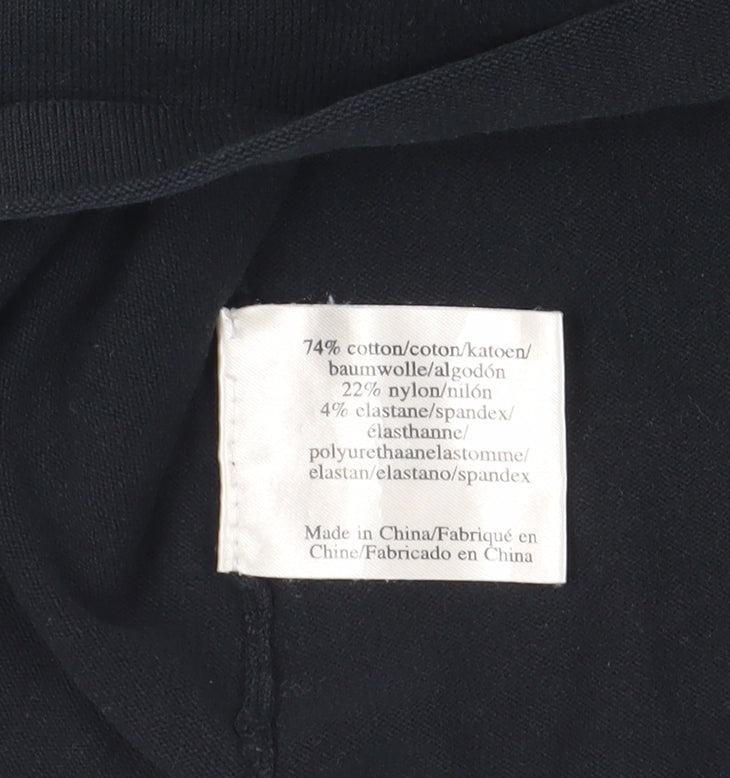 74% cotton/coton/katoen/
baumwolle/algodón
22% nylon/nilón
4% elastane/spandex/
élasthanne/
polyurethaanelastomme/
elastan/elastano/spandex
Made in China/Fabriqué en
Chine/Fabricado en China